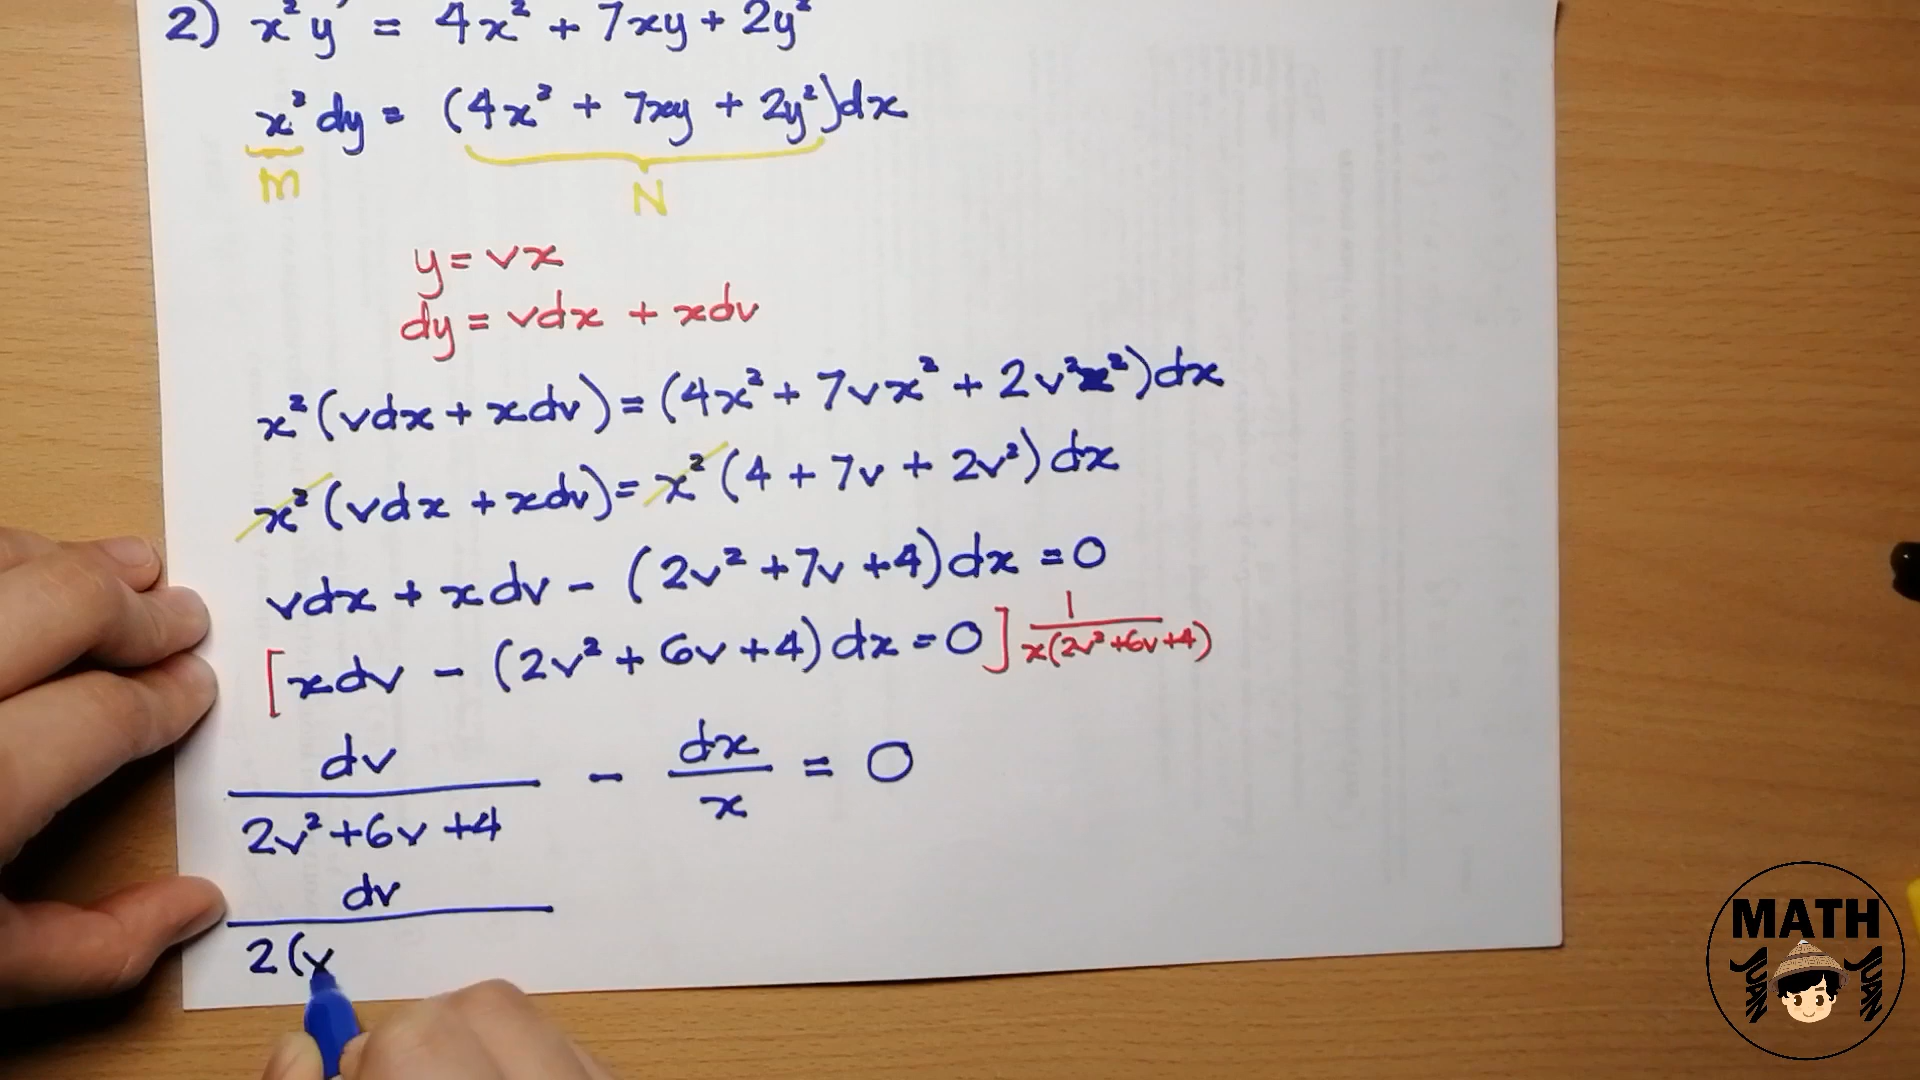 2) x²y' = 4x² + 7xy + 2y²
x² dy = (4x² + 7xy + 2y²)dx
M N
y = vx
dy = vdx + xdv
x²(vdx + xdv) = (4x² + 7vx² + 2v²x²)dx
x²(vdx + xdv) = x²(4 + 7v + 2v²)dx
vdx + xdv - (2v² + 7v + 4)dx = 0
[xdv - (2v² + 6v + 4)dx = 0] 1/x(2v²+6v+4)
dv/2v²+6v+4 - dx/x = 0
dv
2(v
MATH
JUAN JUAN